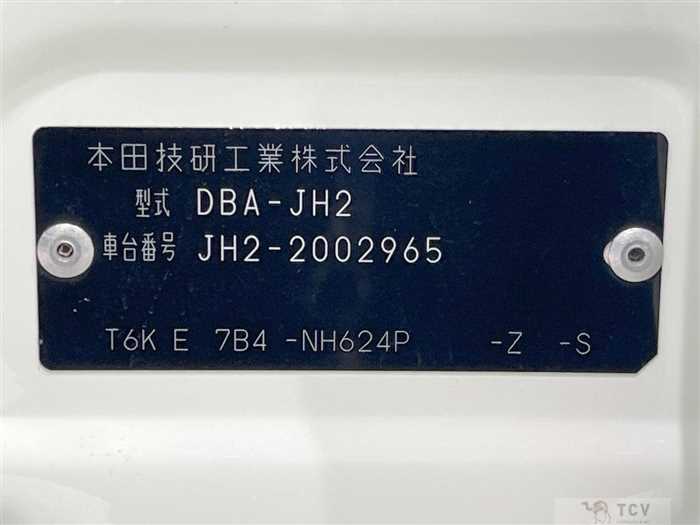 本田技研工業株式会社
型式 DBA-JH2
車台番号 JH2-2002965
T6K E 7B4 -NH624P -Z -S
TCV